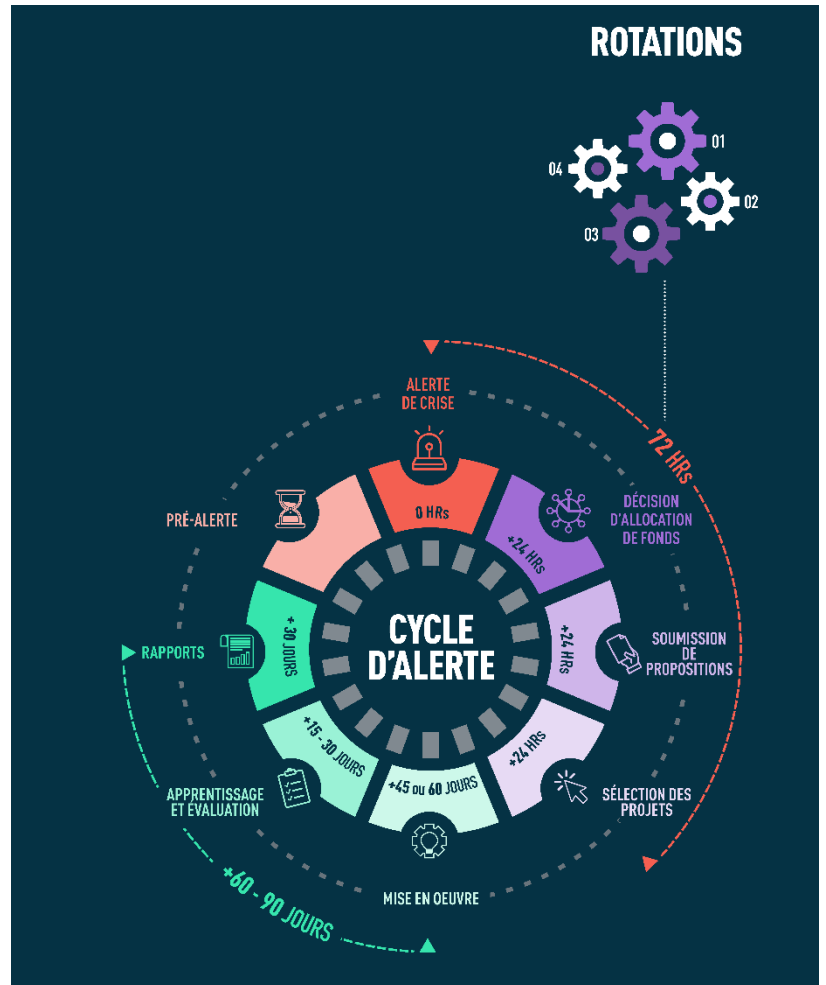 ROTATIONS
01
04
02
03
ALERTE
DE CRISE
72 HRs
PRÉ-ALERTE
0 HRs
DÉCISION
D'ALLOCATION
DE FONDS
+24 HRs
CYCLE
D'ALERTE
SOUMISSION
DE
PROPOSITIONS
+24 HRs
RAPPORTS
+ 30 JOURS
+24 HRs
SÉLECTION DES
PROJETS
+15 - 30 JOURS
+45 OU 60 JOURS
APPRENTISSAGE
ET ÉVALUATION
MISE EN OEUVRE
+60 - 90 JOURS